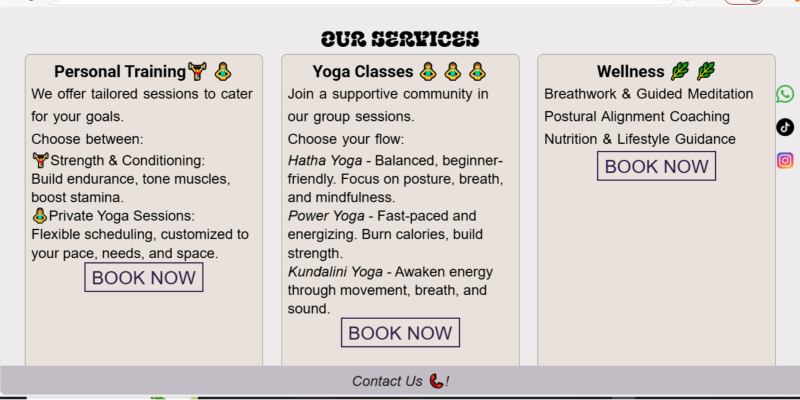 OUR SERVICES
Personal Training
We offer tailored sessions to cater
for your goals.
Choose between:
Strength & Conditioning:
Build endurance, tone muscles,
boost stamina.
Private Yoga Sessions:
Flexible scheduling, customized to
your pace, needs, and space.
BOOK NOW
Yoga Classes
Join a supportive community in
our group sessions.
Choose your flow:
Hatha Yoga - Balanced, beginner-
friendly. Focus on posture, breath,
and mindfulness.
Power Yoga - Fast-paced and
energizing. Burn calories, build
strength.
Kundalini Yoga - Awaken energy
through movement, breath, and
sound.
BOOK NOW
Wellness
Breathwork & Guided Meditation
Postural Alignment Coaching
Nutrition & Lifestyle Guidance
BOOK NOW
Contact Us !